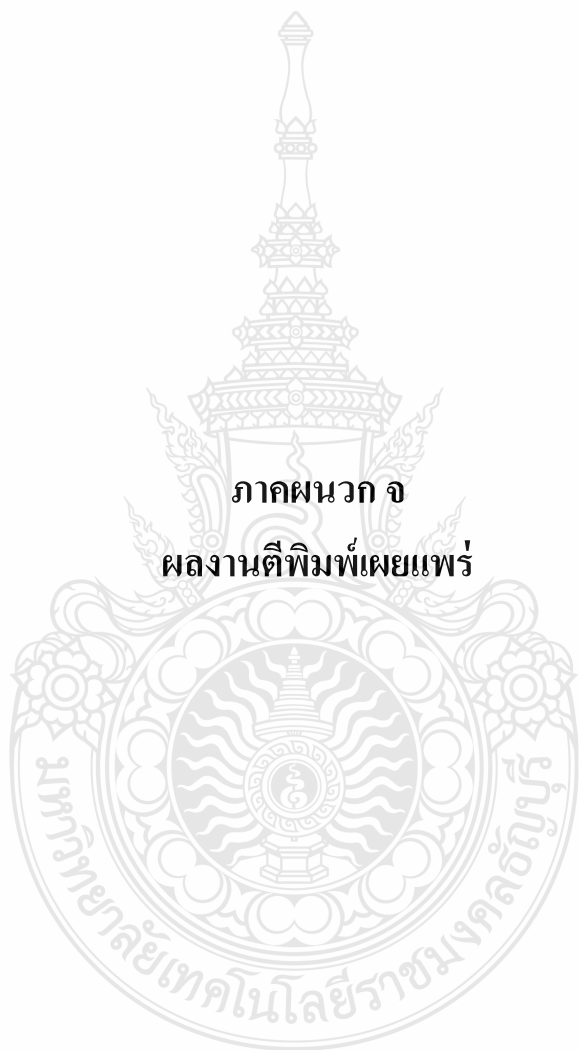 ภาคผนวก จ
ผลงานตีพิมพ์เผยแพร่
มหาวิทยาลัยเทคโนโลยีราชมงคลธัญบุรี